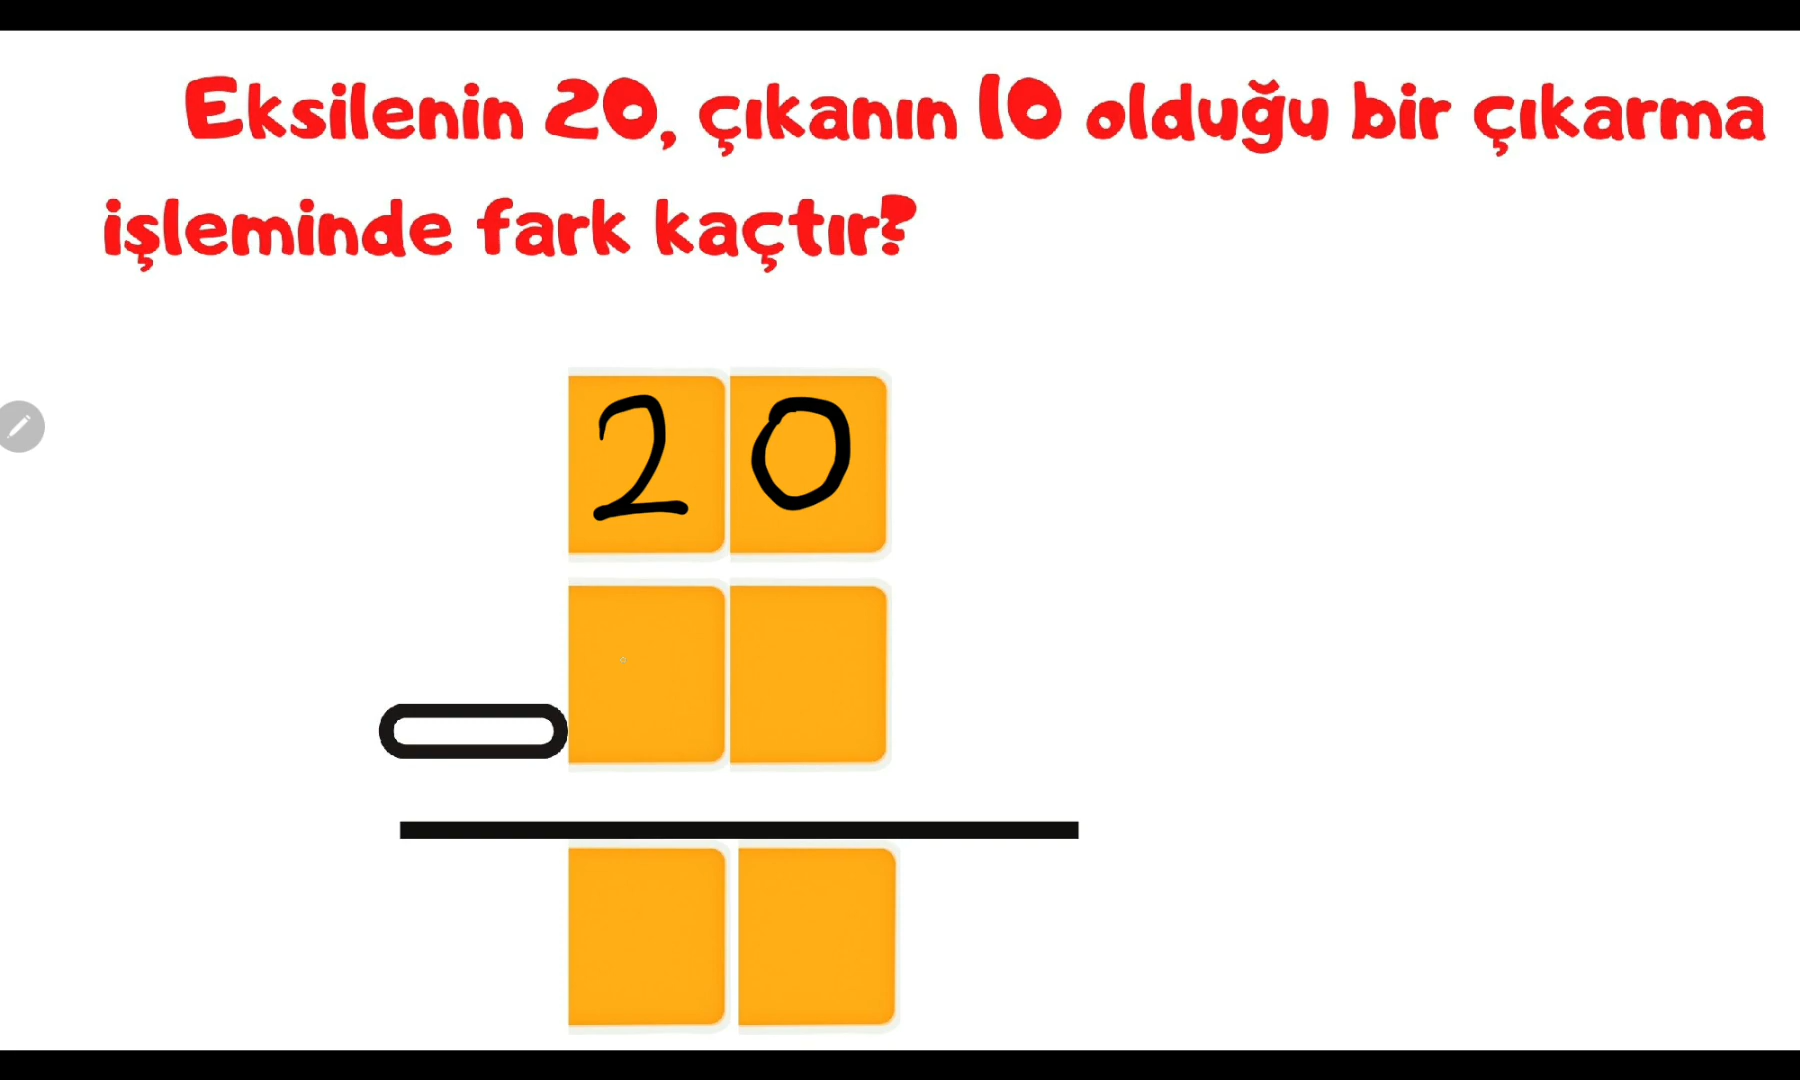 Eksilenin 20, çıkanın 10 olduğu bir çıkarma
işleminde fark kaçtır?
20